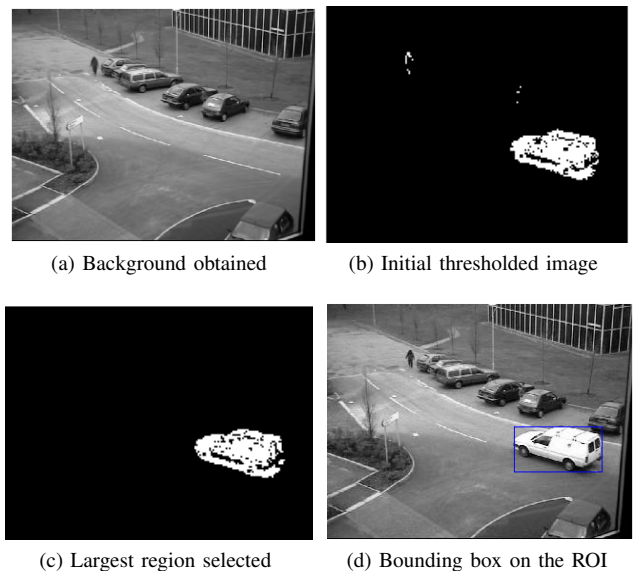 (a) Background obtained
(b) Initial thresholded image
(c) Largest region selected
(d) Bounding box on the ROI